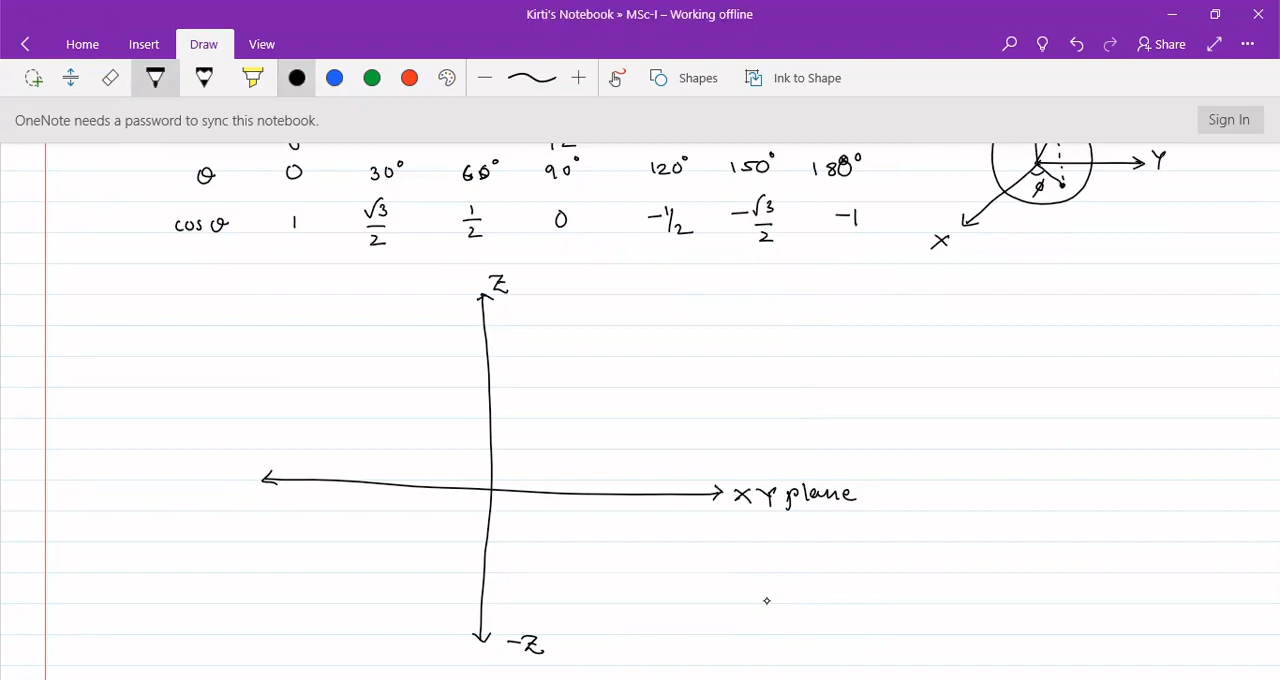 Kirti's Notebook » MSc-I – Working offline
Home Insert Draw View Share
Shapes Ink to Shape
OneNote needs a password to sync this notebook. Sign In
θ 0 30° 60° 90° 120° 150° 180°
cos θ 1 √3/2 1/2 0 -1/2 -√3/2 -1
Y
ϕ
X
Z
XY plane
-Z